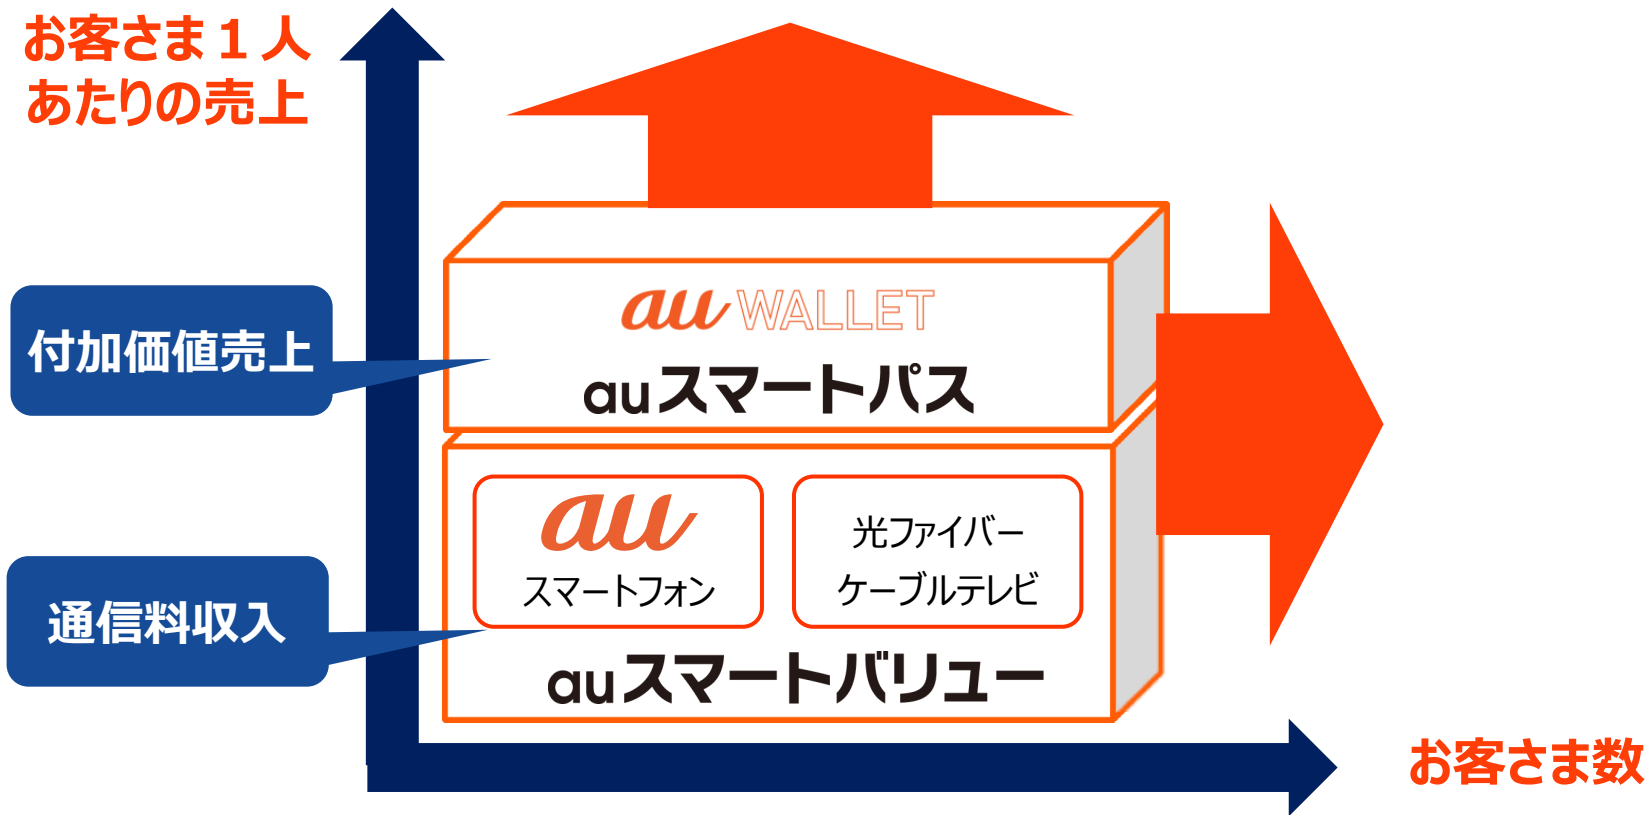 お客さま１人
あたりの売上
au WALLET
付加価値売上
auスマートパス
au
スマートフォン
光ファイバー
ケーブルテレビ
通信料収入
auスマートバリュー
お客さま数